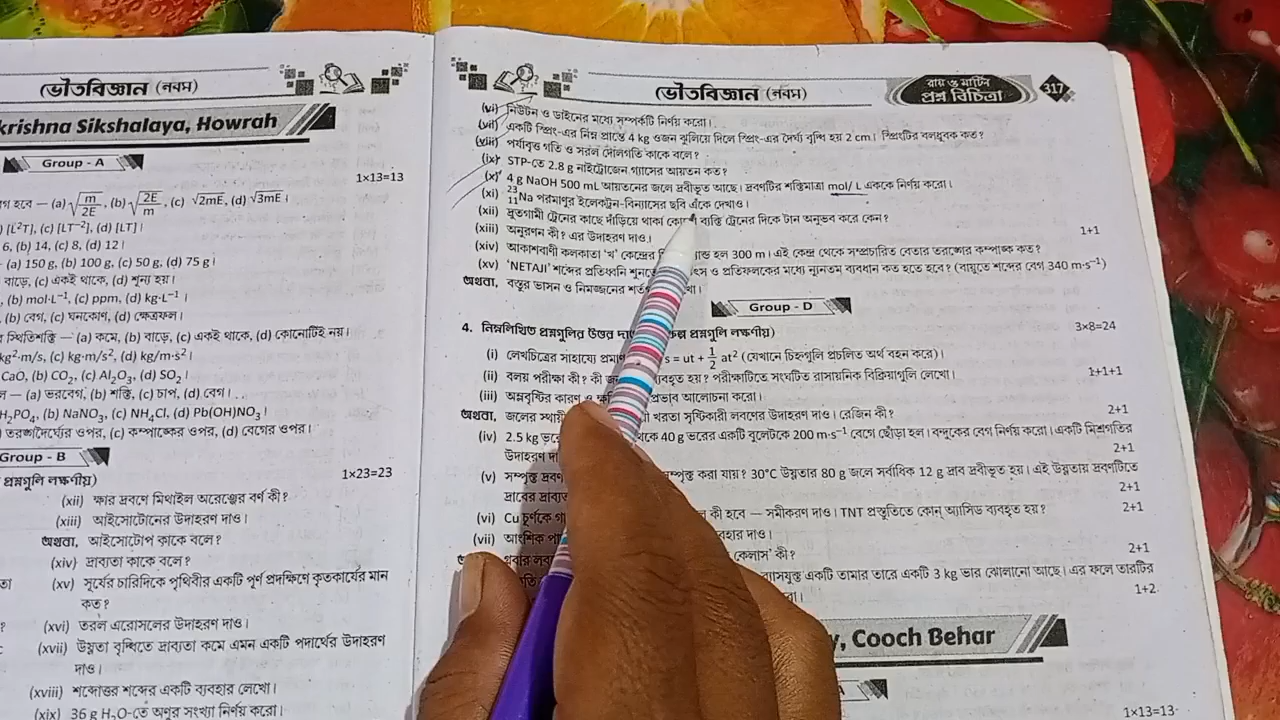 ভৌতবিজ্ঞান (নবম)
krishna Sikshalaya, Howrah
Group - A
1×13=13
হবে — (a) √m/2E, (b) √2E/m, (c) √2mE, (d) √3mE।
[L²T], (c) [LT⁻²], (d) [LT]।
6, (b) 14, (c) 8, (d) 12।
(a) 150 g, (b) 100 g, (c) 50 g, (d) 75 g।
বাড়ে, (c) একই থাকে, (d) শূন্য হয়।
(b) mol·L⁻¹, (c) ppm, (d) kg·L⁻¹।
(b) বেগ, (c) ঘনকোণ, (d) ক্ষেত্রফল।
স্থিতিশক্তি — (a) কমে, (b) বাড়ে, (c) একই থাকে, (d) কোনোটিই নয়।
kg²·m/s, (c) kg·m/s², (d) kg/m·s²।
CaO, (b) CO₂, (c) Al₂O₃, (d) SO₂।
— (a) ভরবেগ, (b) শক্তি, (c) চাপ, (d) বেগ।
H₂PO₄, (b) NaNO₃, (c) NH₄Cl, (d) Pb(OH)NO₃।
তরঙ্গদৈর্ঘ্যের ওপর, (c) কম্পাঙ্কের ওপর, (d) বেগের ওপর।
Group - B
প্রশ্নগুলি লক্ষণীয়)
1×23=23
(xii) ক্ষার দ্রবণে মিথাইল অরেঞ্জের বর্ণ কী?
(xiii) আইসোটোনের উদাহরণ দাও।
অথবা, আইসোটোপ কাকে বলে?
(xiv) দ্রাব্যতা কাকে বলে?
(xv) সূর্যের চারিদিকে পৃথিবীর একটি পূর্ণ প্রদক্ষিণে কৃতকার্যের মান
কত?
(xvi) তরল এরোসলের উদাহরণ দাও।
(xvii) উষ্ণতা বৃদ্ধিতে দ্রাব্যতা কমে এমন একটি পদার্থের উদাহরণ
দাও।
(xviii) শব্দোত্তর শব্দের একটি ব্যবহার লেখো।
(xix) 36 g H₂O-তে অণুর সংখ্যা নির্ণয় করো।
ভৌতবিজ্ঞান (নবম)
রায় ও মার্টিন
প্রশ্ন বিচিত্রা
317
(vi) নিউটন ও ডাইনের মধ্যে সম্পর্কটি নির্ণয় করো।
(vii) একটি স্প্রিং-এর নিম্ন প্রান্তে 4 kg ওজন ঝুলিয়ে দিলে স্প্রিং-এর দৈর্ঘ্য বৃদ্ধি হয় 2 cm। স্প্রিংটির বলধ্রুবক কত?
(viii) পর্যাবৃত্ত গতি ও সরল দোলগতি কাকে বলে?
(ix) STP-তে 2.8 g নাইট্রোজেন গ্যাসের আয়তন কত?
(x) 4 g NaOH 500 mL আয়তনের জলে দ্রবীভূত আছে। দ্রবণটির শক্তিমাত্রা mol/ L এককে নির্ণয় করো।
(xi) ²³₁₁Na পরমাণুর ইলেকট্রন-বিন্যাসের ছবি এঁকে দেখাও।
(xii) দ্রুতগামী ট্রেনের কাছে দাঁড়িয়ে থাকা কোনো ব্যক্তি ট্রেনের দিকে টান অনুভব করে কেন?
(xiii) অনুরণন কী? এর উদাহরণ দাও। 1+1
(xiv) আকাশবাণী কলকাতা ‘খ’ কেন্দ্রের 300 m। এই কেন্দ্র থেকে সম্প্রচারিত বেতার তরঙ্গের কম্পাঙ্ক কত?
(xv) ‘NETAJI’ শব্দের প্রতিধ্বনি শুনতে ও প্রতিফলকের মধ্যে ন্যূনতম ব্যবধান কত হতে হবে? (বায়ুতে শব্দের বেগ 340 m·s⁻¹)
অথবা, বস্তুর ভাসন ও নিমজ্জনের
Group - D
4. নিম্নলিখিত প্রশ্নগুলির উত্তর প্রশ্নগুলি লক্ষণীয়) 3×8=24
(i) লেখচিত্রের সাহায্যে s = ut + 1/2 at² (যেখানে চিহ্নগুলি প্রচলিত অর্থ বহন করে)।
(ii) বলয় পরীক্ষা কী? কী ব্যবহৃত হয়? পরীক্ষাটিতে সংঘটিত রাসায়নিক বিক্রিয়াগুলি লেখো। 1+1+1
(iii) অম্লবৃষ্টির কারণ ও প্রভাব আলোচনা করো।
অথবা, জলের স্থায়ী খরতা সৃষ্টিকারী লবণের উদাহরণ দাও। রেজিন কী? 2+1
(iv) 2.5 kg থেকে 40 g ভরের একটি বুলেটকে 200 m·s⁻¹ বেগে ছোঁড়া হল। বন্দুকের বেগ নির্ণয় করো। একটি মিশ্রগতির
উদাহরণ 2+1
(v) সম্পৃক্ত করা যায়? 30°C উষ্ণতার 80 g জলে সর্বাধিক 12 g দ্রাব দ্রবীভূত হয়। এই উষ্ণতায় দ্রবণটিতে
দ্রাবের 2+1
(vi) Cu চূর্ণকে কী হবে — সমীকরণ দাও। TNT প্রস্তুতিতে কোন্ অ্যাসিড ব্যবহৃত হয়? 2+1
(vii) আংশিক দাও।
কেলাস’ কী? 2+1
একটি তামার তারে একটি 3 kg ভার ঝোলানো আছে। এর ফলে তারটির
1+2
, Cooch Behar
1×13=13